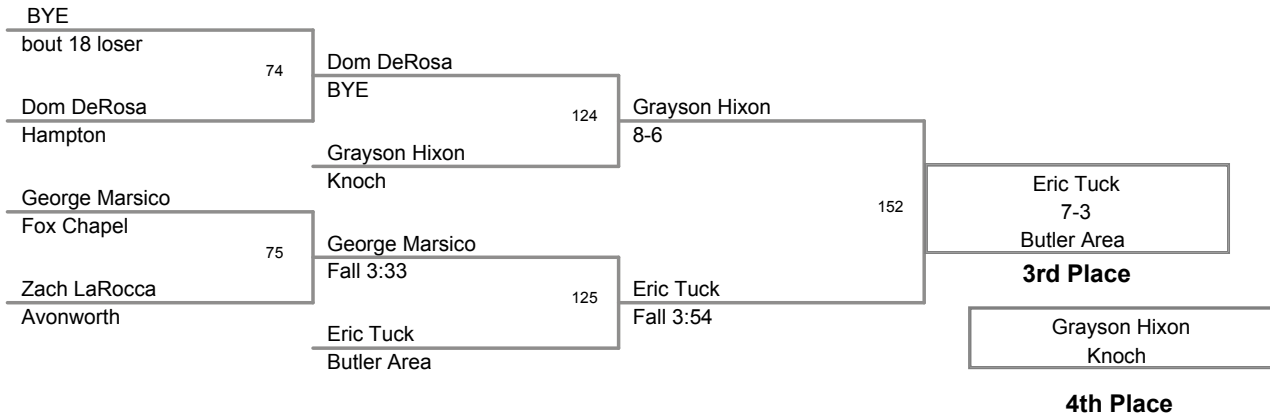 BYE
bout 18 loser
74
Dom DeRosa
BYE
Dom DeRosa
Hampton
124
Grayson Hixon
8-6
Grayson Hixon
Knoch
George Marsico
Fox Chapel
75
George Marsico
Fall 3:33
Zach LaRocca
Avonworth
125
Eric Tuck
Fall 3:54
Eric Tuck
Butler Area
152
Eric Tuck
7-3
Butler Area
3rd Place
Grayson Hixon
Knoch
4th Place